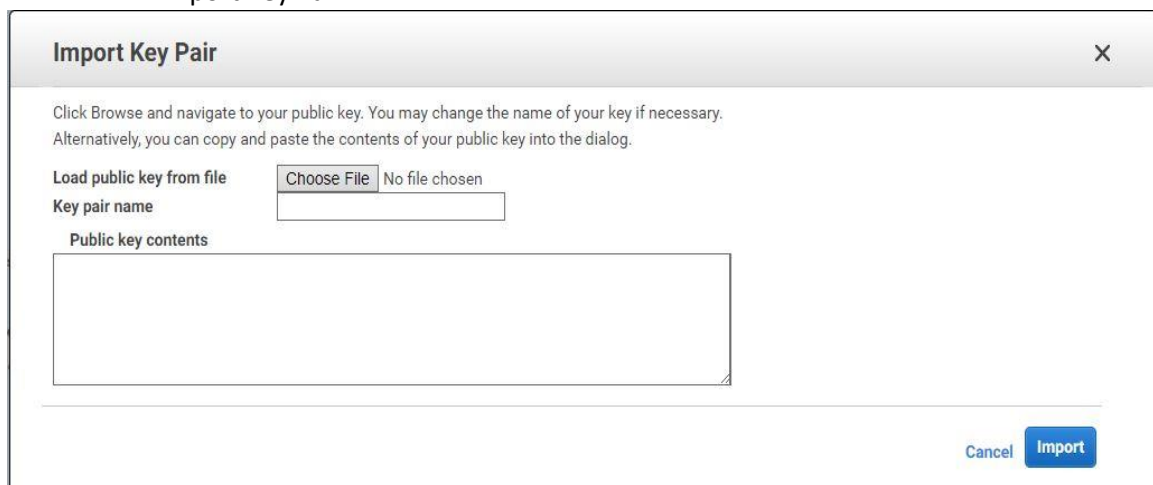 Import Key Pair
Click Browse and navigate to your public key. You may change the name of your key if necessary.
Alternatively, you can copy and paste the contents of your public key into the dialog.
Load public key from file Choose File No file chosen
Key pair name
Public key contents
Cancel Import